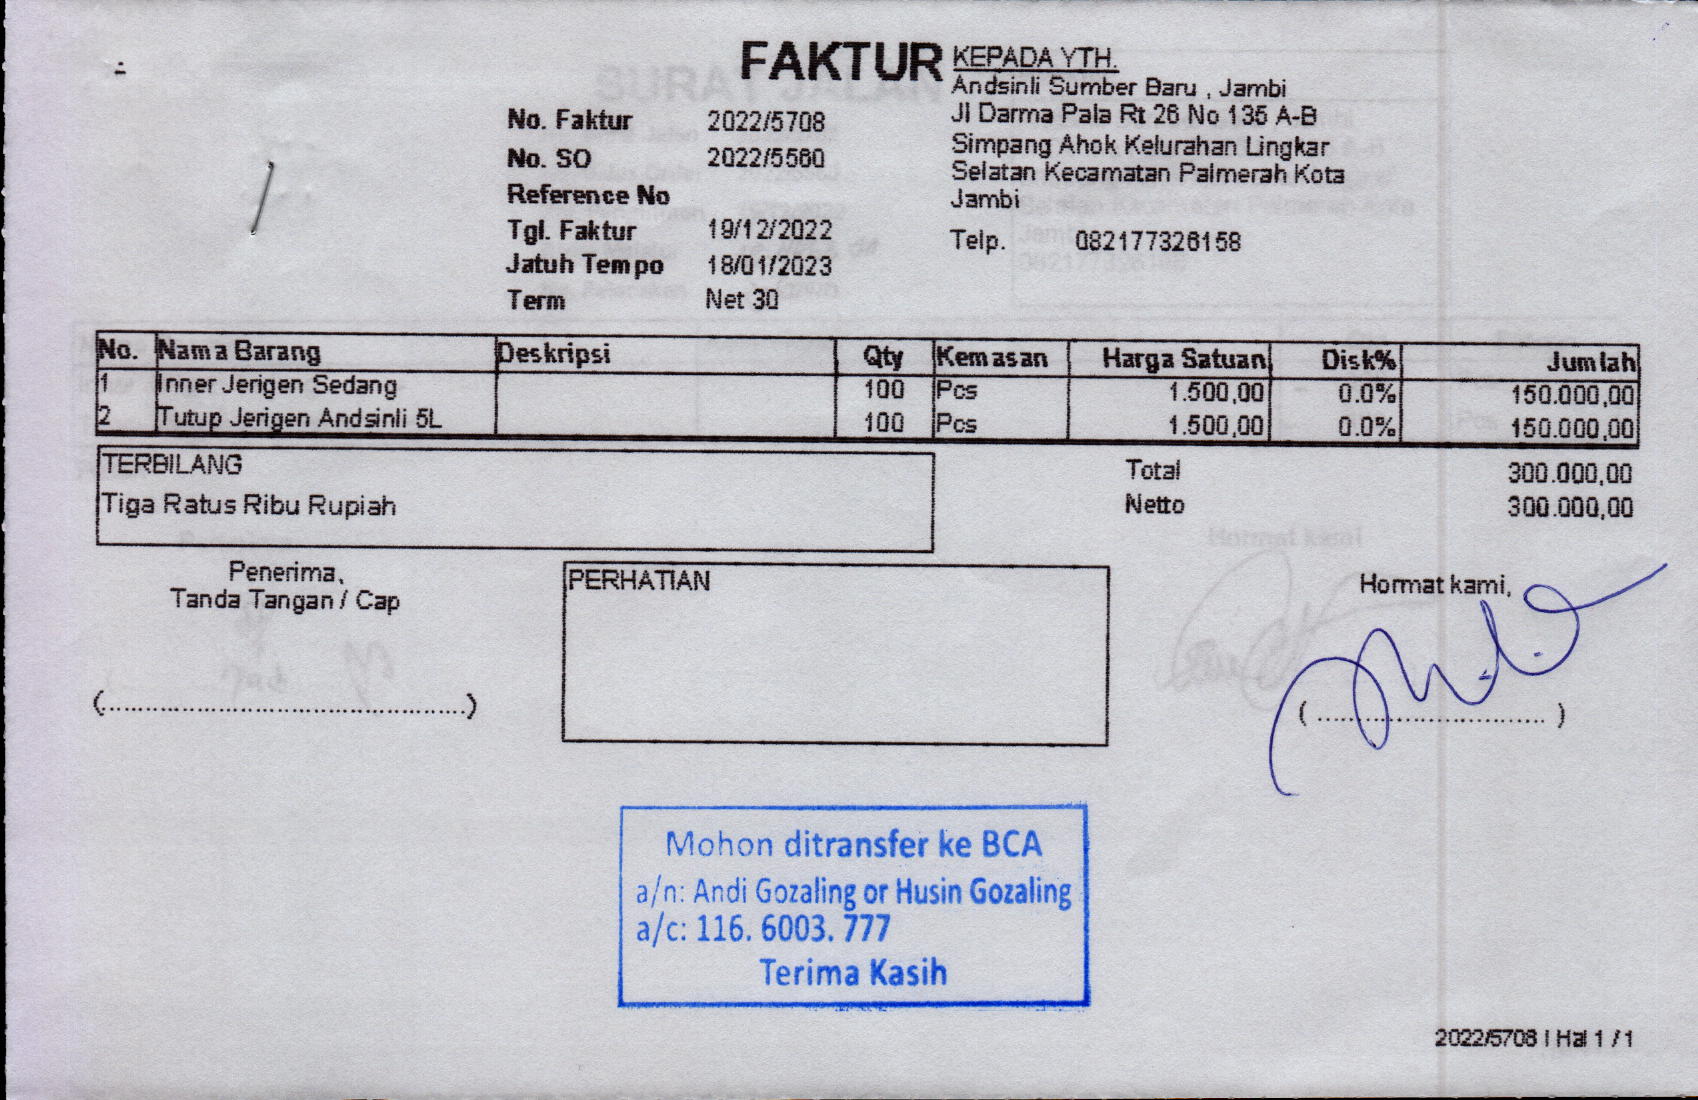 FAKTUR
KEPADA YTH.
Andsinli Sumber Baru , Jambi
Jl Darma Pala Rt 26 No 135 A-B
Simpang Ahok Kelurahan Lingkar
Selatan Kecamatan Palmerah Kota
Jambi
Telp. 082177326158
No. Faktur 2022/5708
No. SO 2022/5580
Reference No
Tgl. Faktur 19/12/2022
Jatuh Tempo 18/01/2023
Term Net 30
No. Nama Barang Deskripsi Qty Kemasan Harga Satuan Disk% Jumlah
1 Inner Jerigen Sedang 100 Pcs 1.500,00 0.0% 150.000,00
2 Tutup Jerigen Andsinli 5L 100 Pcs 1.500,00 0.0% 150.000,00
TERBILANG
Tiga Ratus Ribu Rupiah
Total 300.000,00
Netto 300.000,00
Penerima,
Tanda Tangan / Cap
(..........................................)
PERHATIAN
Hormat kami,
( ............................ )
Mohon ditransfer ke BCA
a/n: Andi Gozaling or Husin Gozaling
a/c: 116. 6003. 777
Terima Kasih
2022/5708 | Hal 1 / 1